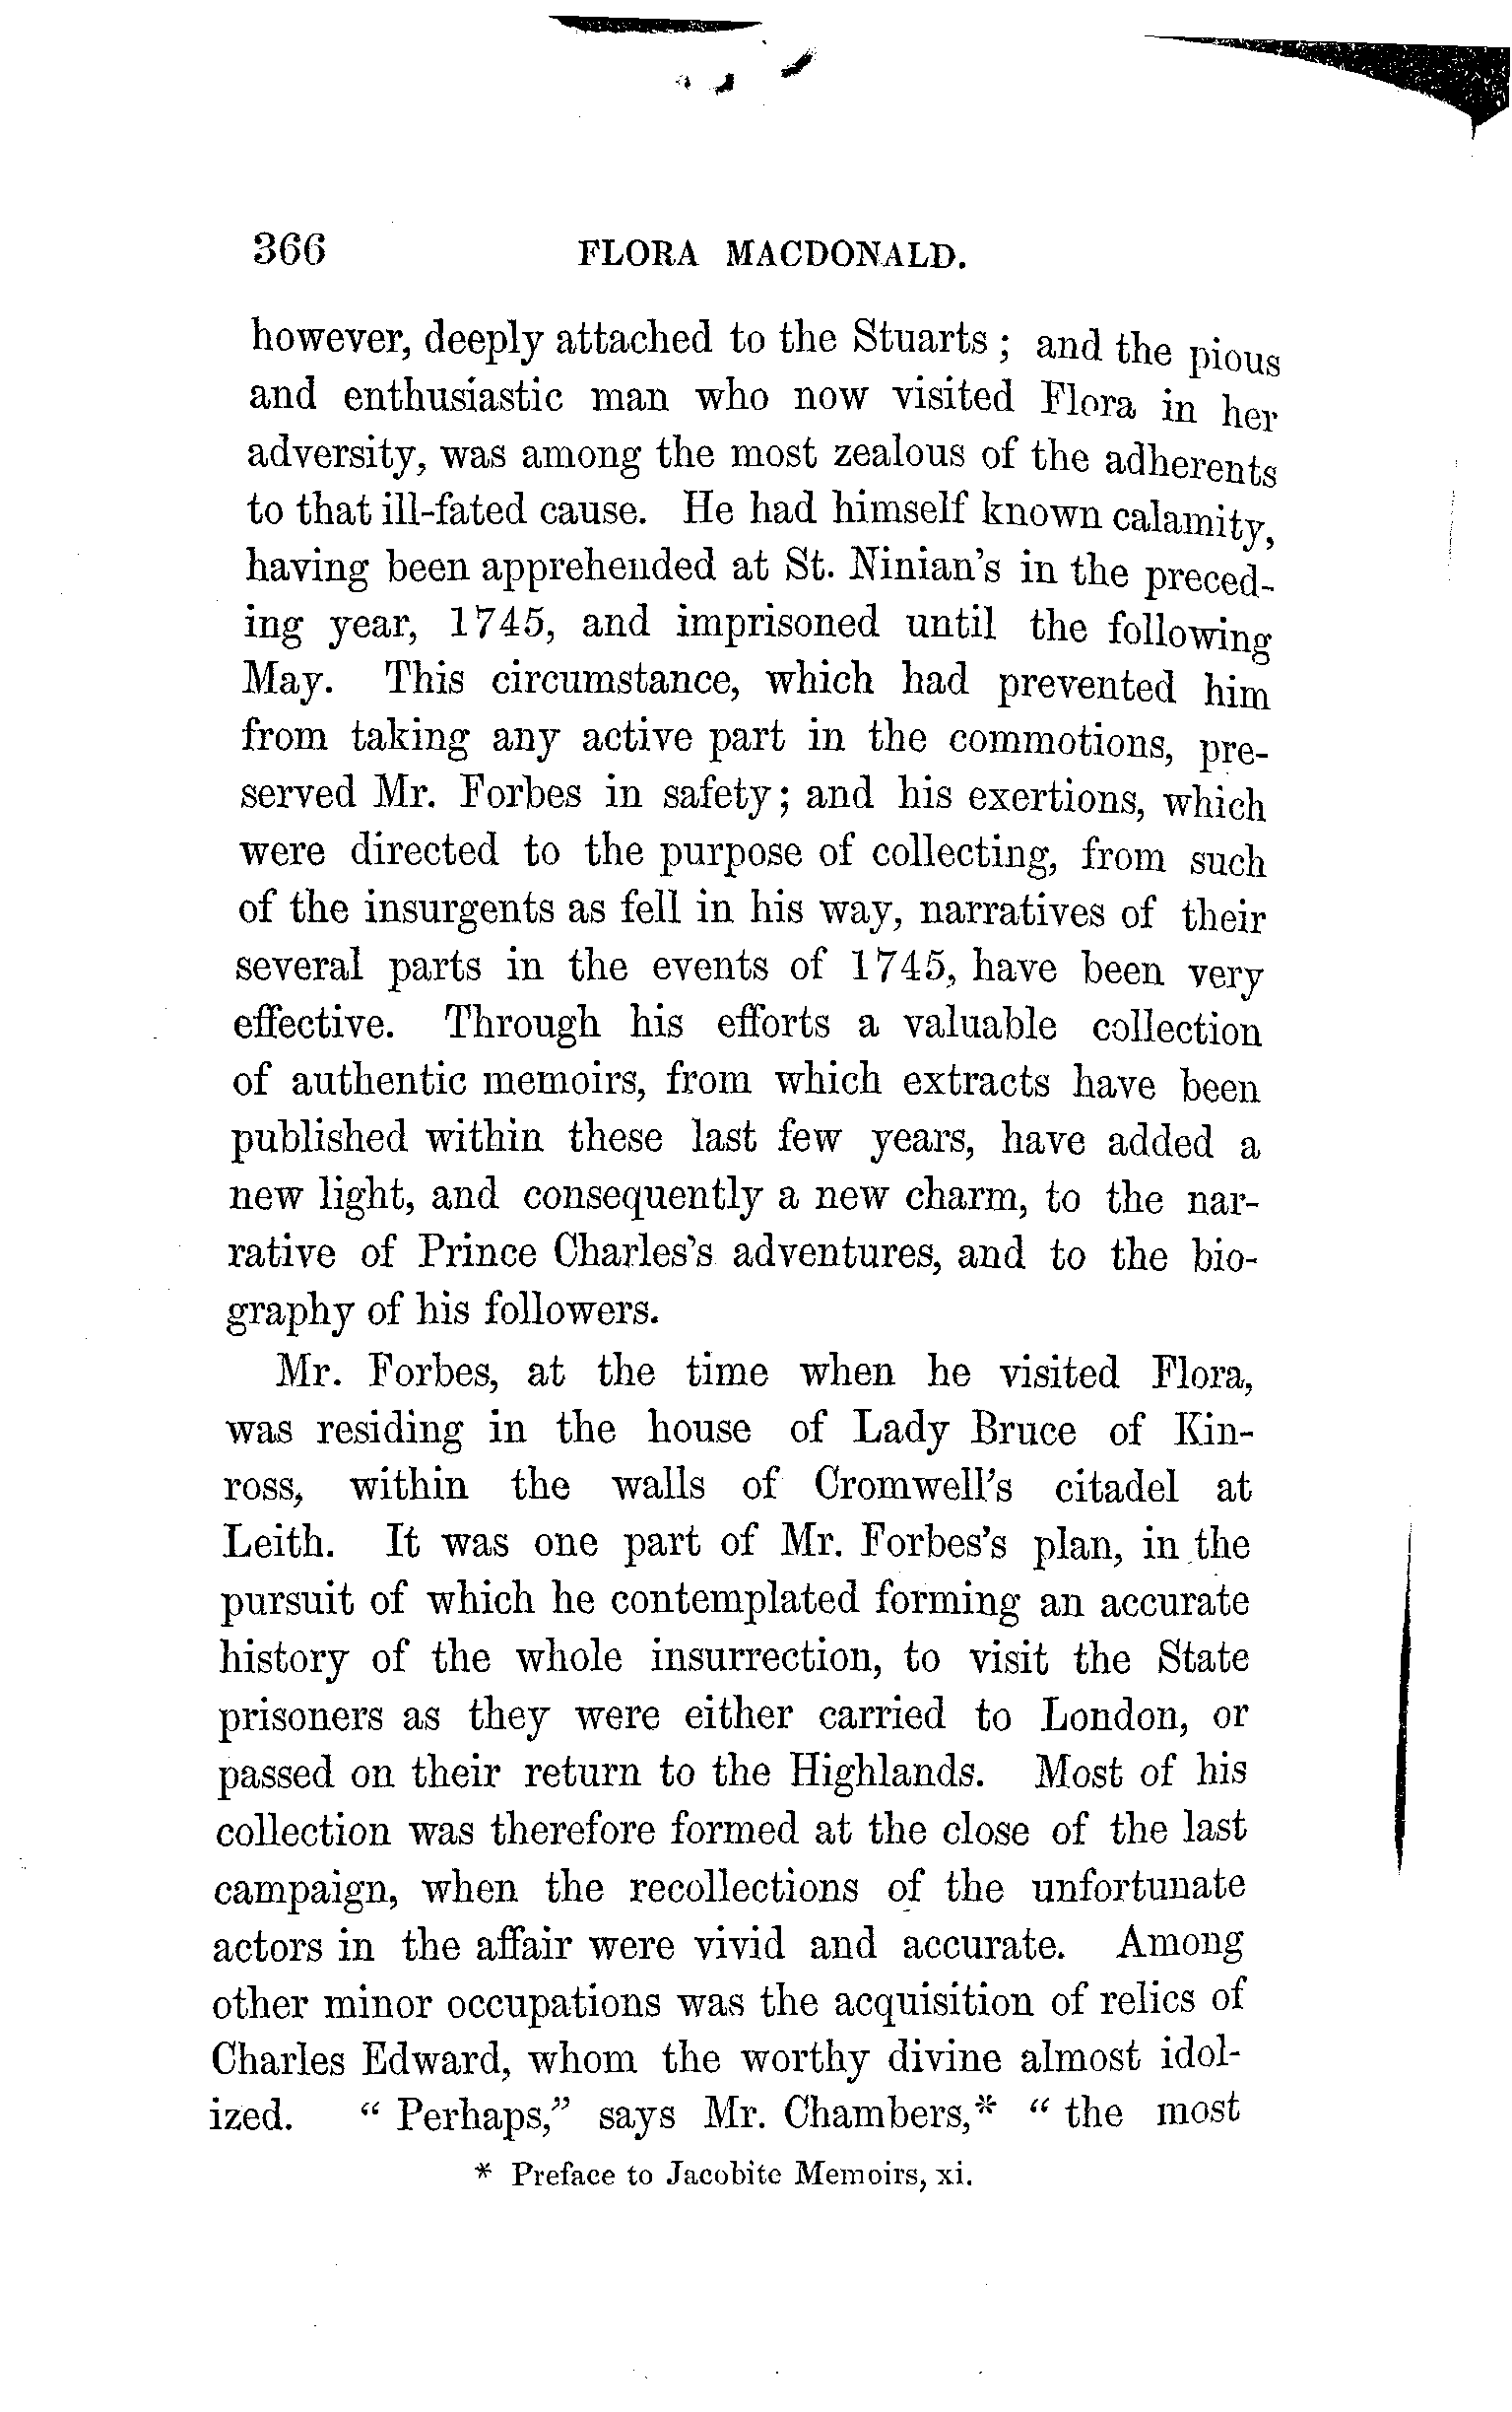 366 FLORA MACDONALD.
however, deeply attached to the Stuarts ; and the pious
and enthusiastic man who now visited Flora in her
adversity, was among the most zealous of the adherents
to that ill-fated cause. He had himself known calamity,
having been apprehended at St. Ninian's in the preced-
ing year, 1745, and imprisoned until the following
May. This circumstance, which had prevented him
from taking any active part in the commotions, pre-
served Mr. Forbes in safety; and his exertions, which
were directed to the purpose of collecting, from such
of the insurgents as fell in his way, narratives of their
several parts in the events of 1745, have been very
effective. Through his efforts a valuable collection
of authentic memoirs, from which extracts have been
published within these last few years, have added a
new light, and consequently a new charm, to the nar-
rative of Prince Charles's adventures, and to the bio-
graphy of his followers.
Mr. Forbes, at the time when he visited Flora,
was residing in the house of Lady Bruce of Kin-
ross, within the walls of Cromwell's citadel at
Leith. It was one part of Mr. Forbes's plan, in the
pursuit of which he contemplated forming an accurate
history of the whole insurrection, to visit the State
prisoners as they were either carried to London, or
passed on their return to the Highlands. Most of his
collection was therefore formed at the close of the last
campaign, when the recollections of the unfortunate
actors in the affair were vivid and accurate. Among
other minor occupations was the acquisition of relics of
Charles Edward, whom the worthy divine almost idol-
ized. " Perhaps," says Mr. Chambers,* " the most
* Preface to Jacobite Memoirs, xi.